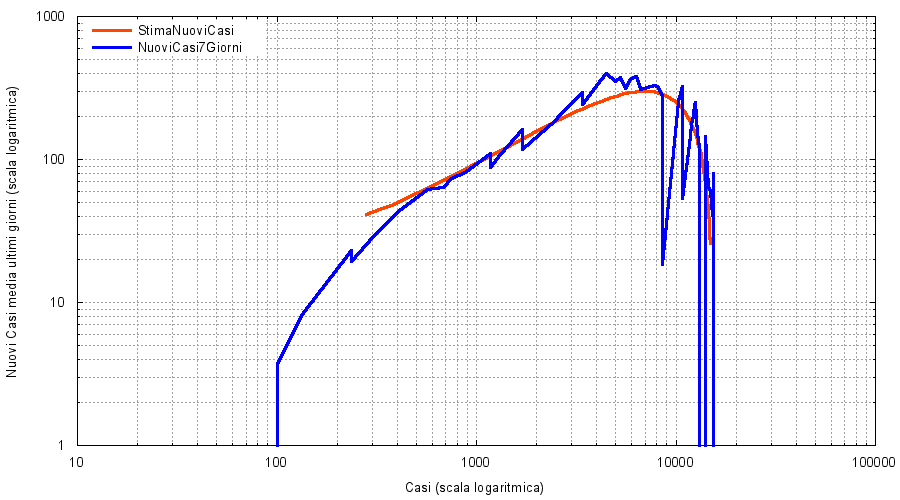 1000
StimaNuoviCasi
NuoviCasi7Giorni
100
10
1
10 100 1000 10000 100000
Nuovi Casi media ultimi giorni (scala logaritmica)
Casi (scala logaritmica)